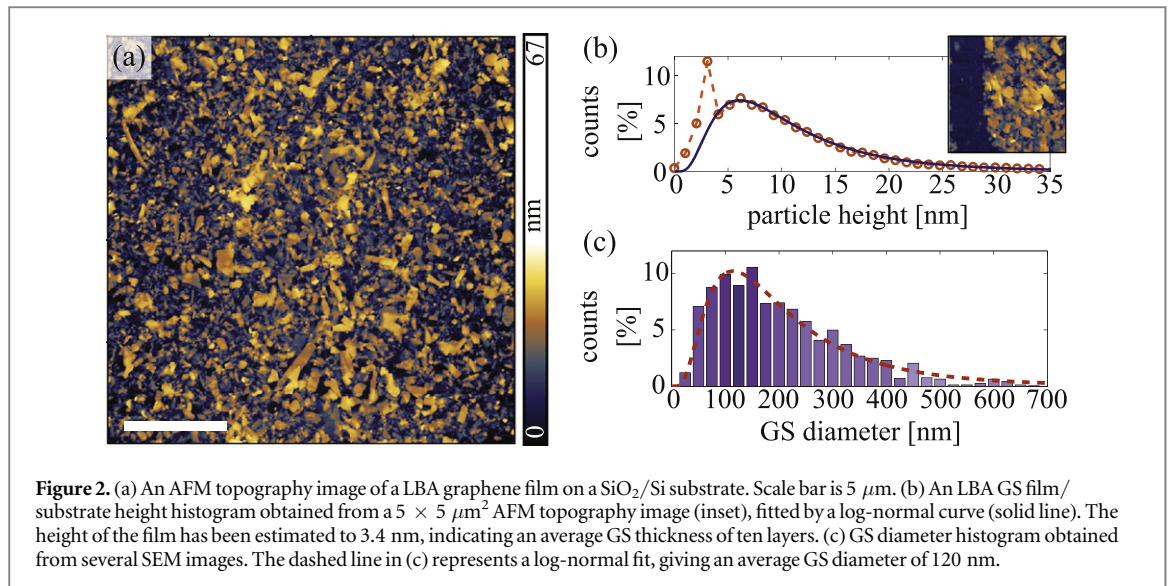 (a)
67
nm
0
(b)
counts
[%]
10
5
0
0 5 10 15 20 25 30 35
particle height [nm]
(c)
counts
[%]
10
5
0
0 100 200 300 400 500 600 700
GS diameter [nm]
Figure 2. (a) An AFM topography image of a LBA graphene film on a SiO₂/Si substrate. Scale bar is 5 μm. (b) An LBA GS film/
substrate height histogram obtained from a 5 × 5 μm² AFM topography image (inset), fitted by a log-normal curve (solid line). The
height of the film has been estimated to 3.4 nm, indicating an average GS thickness of ten layers. (c) GS diameter histogram obtained
from several SEM images. The dashed line in (c) represents a log-normal fit, giving an average GS diameter of 120 nm.